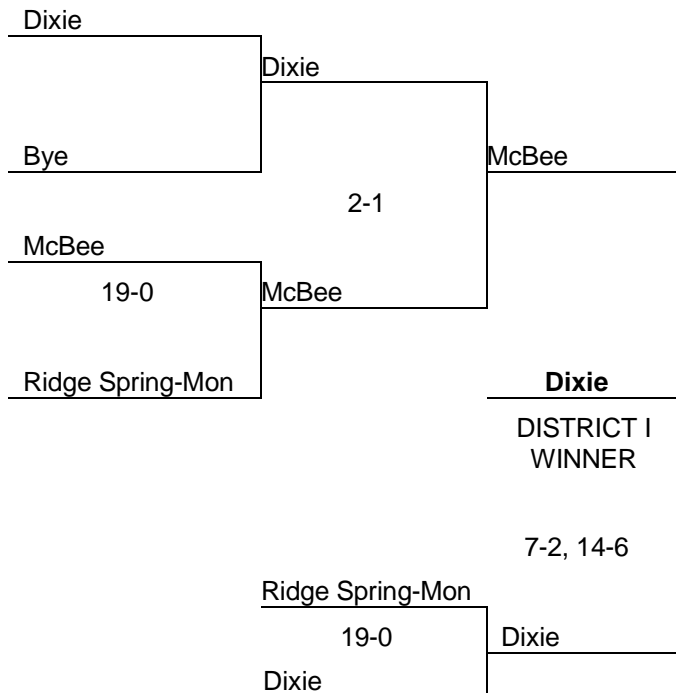 Dixie
Dixie
Bye
McBee
2-1
McBee
19-0
McBee
Ridge Spring-Mon
Dixie
DISTRICT I
WINNER
7-2, 14-6
Ridge Spring-Mon
19-0
Dixie
Dixie